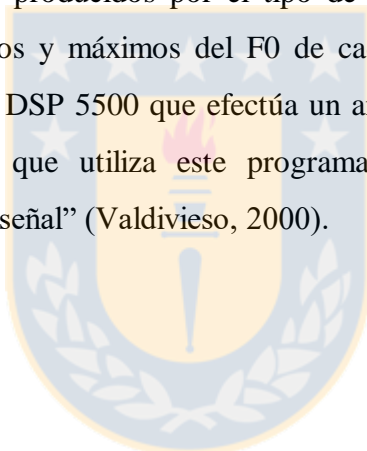 producidos por el tipo de
os y máximos del F0 de ca
DSP 5500 que efectúa un a
que utiliza este programa
señal” (Valdivieso, 2000).